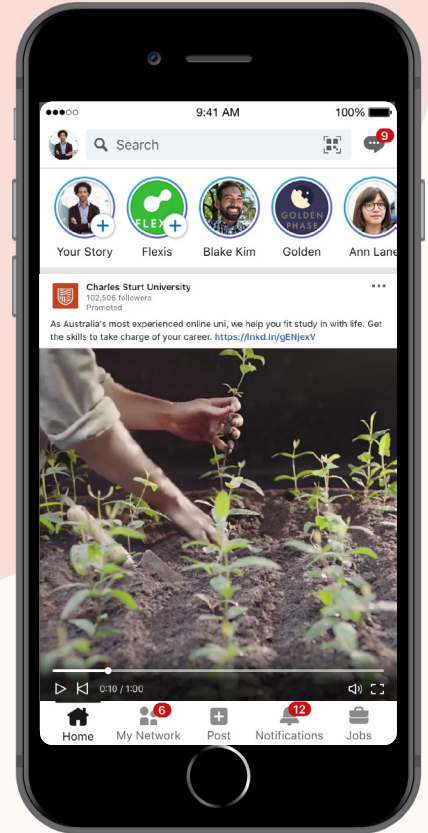 9:41 AM
100%
Search
9
FLEXIS
GOLDEN
PHASE
Your Story
Flexis
Blake Kim
Golden
Ann Lane
Charles Sturt University
102,506 followers
Promoted
As Australia's most experienced online uni, we help you fit study in with life. Get
the skills to take charge of your career. https://lnkd.in/gENjexV
0:10 / 1:00
6
12
Home
My Network
Post
Notifications
Jobs